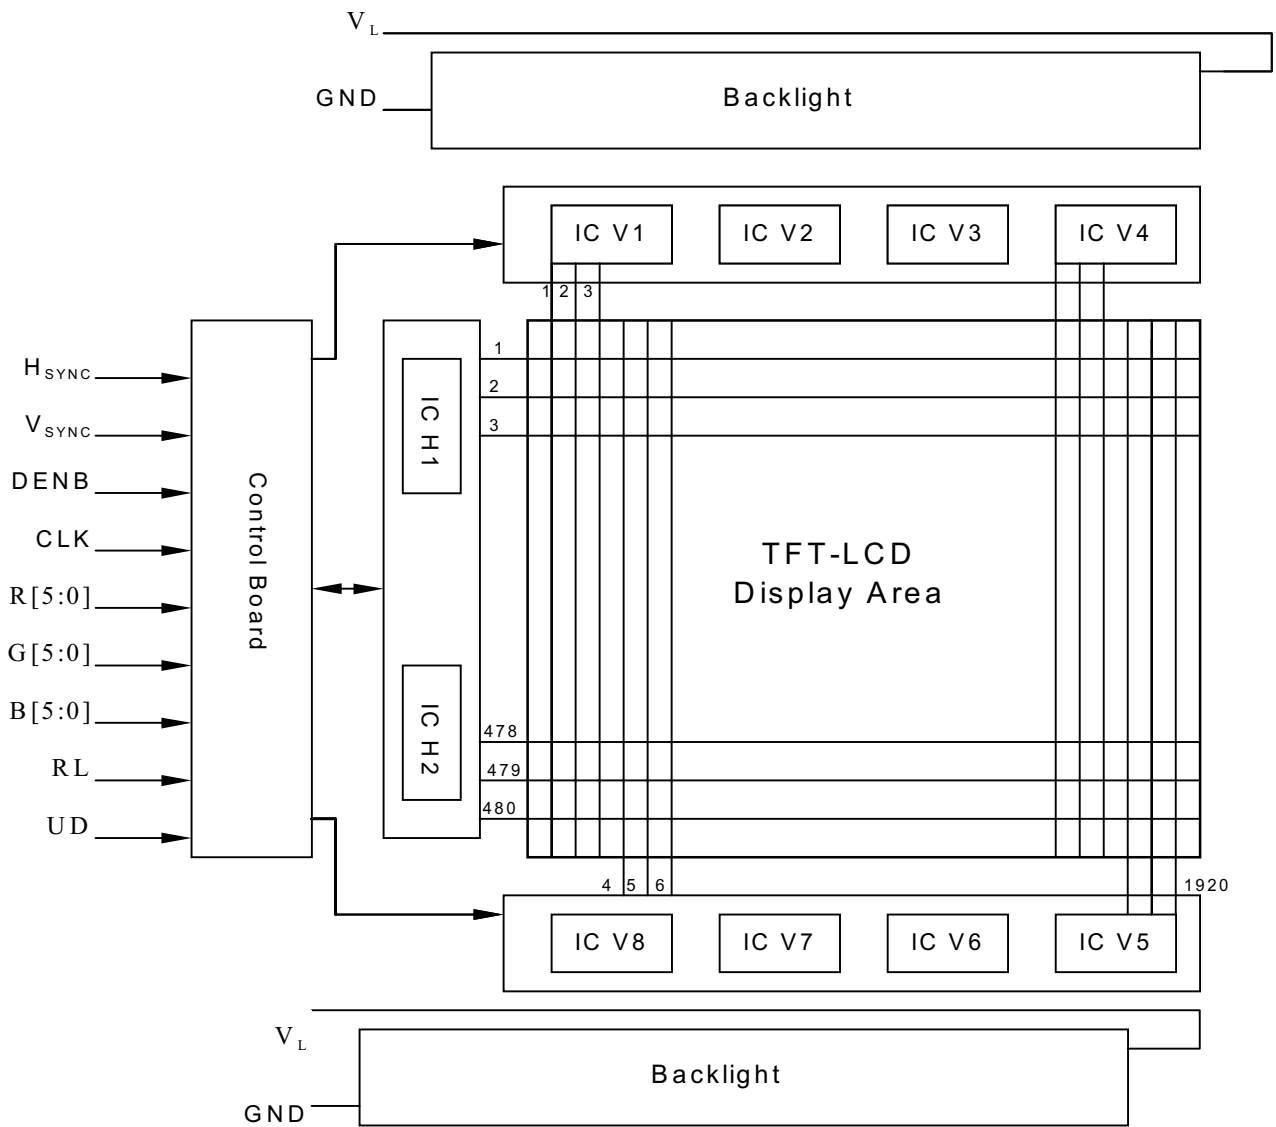 V L
GND
Backlight
IC V1
IC V2
IC V3
IC V4
1 2 3
HSYNC
VSYNC
DENB
CLK
R[5:0]
G[5:0]
B[5:0]
RL
UD
Control Board
IC H1
IC H2
1
2
3
TFT-LCD
Display Area
478
479
480
4 5 6
1920
IC V8
IC V7
IC V6
IC V5
V L
GND
Backlight